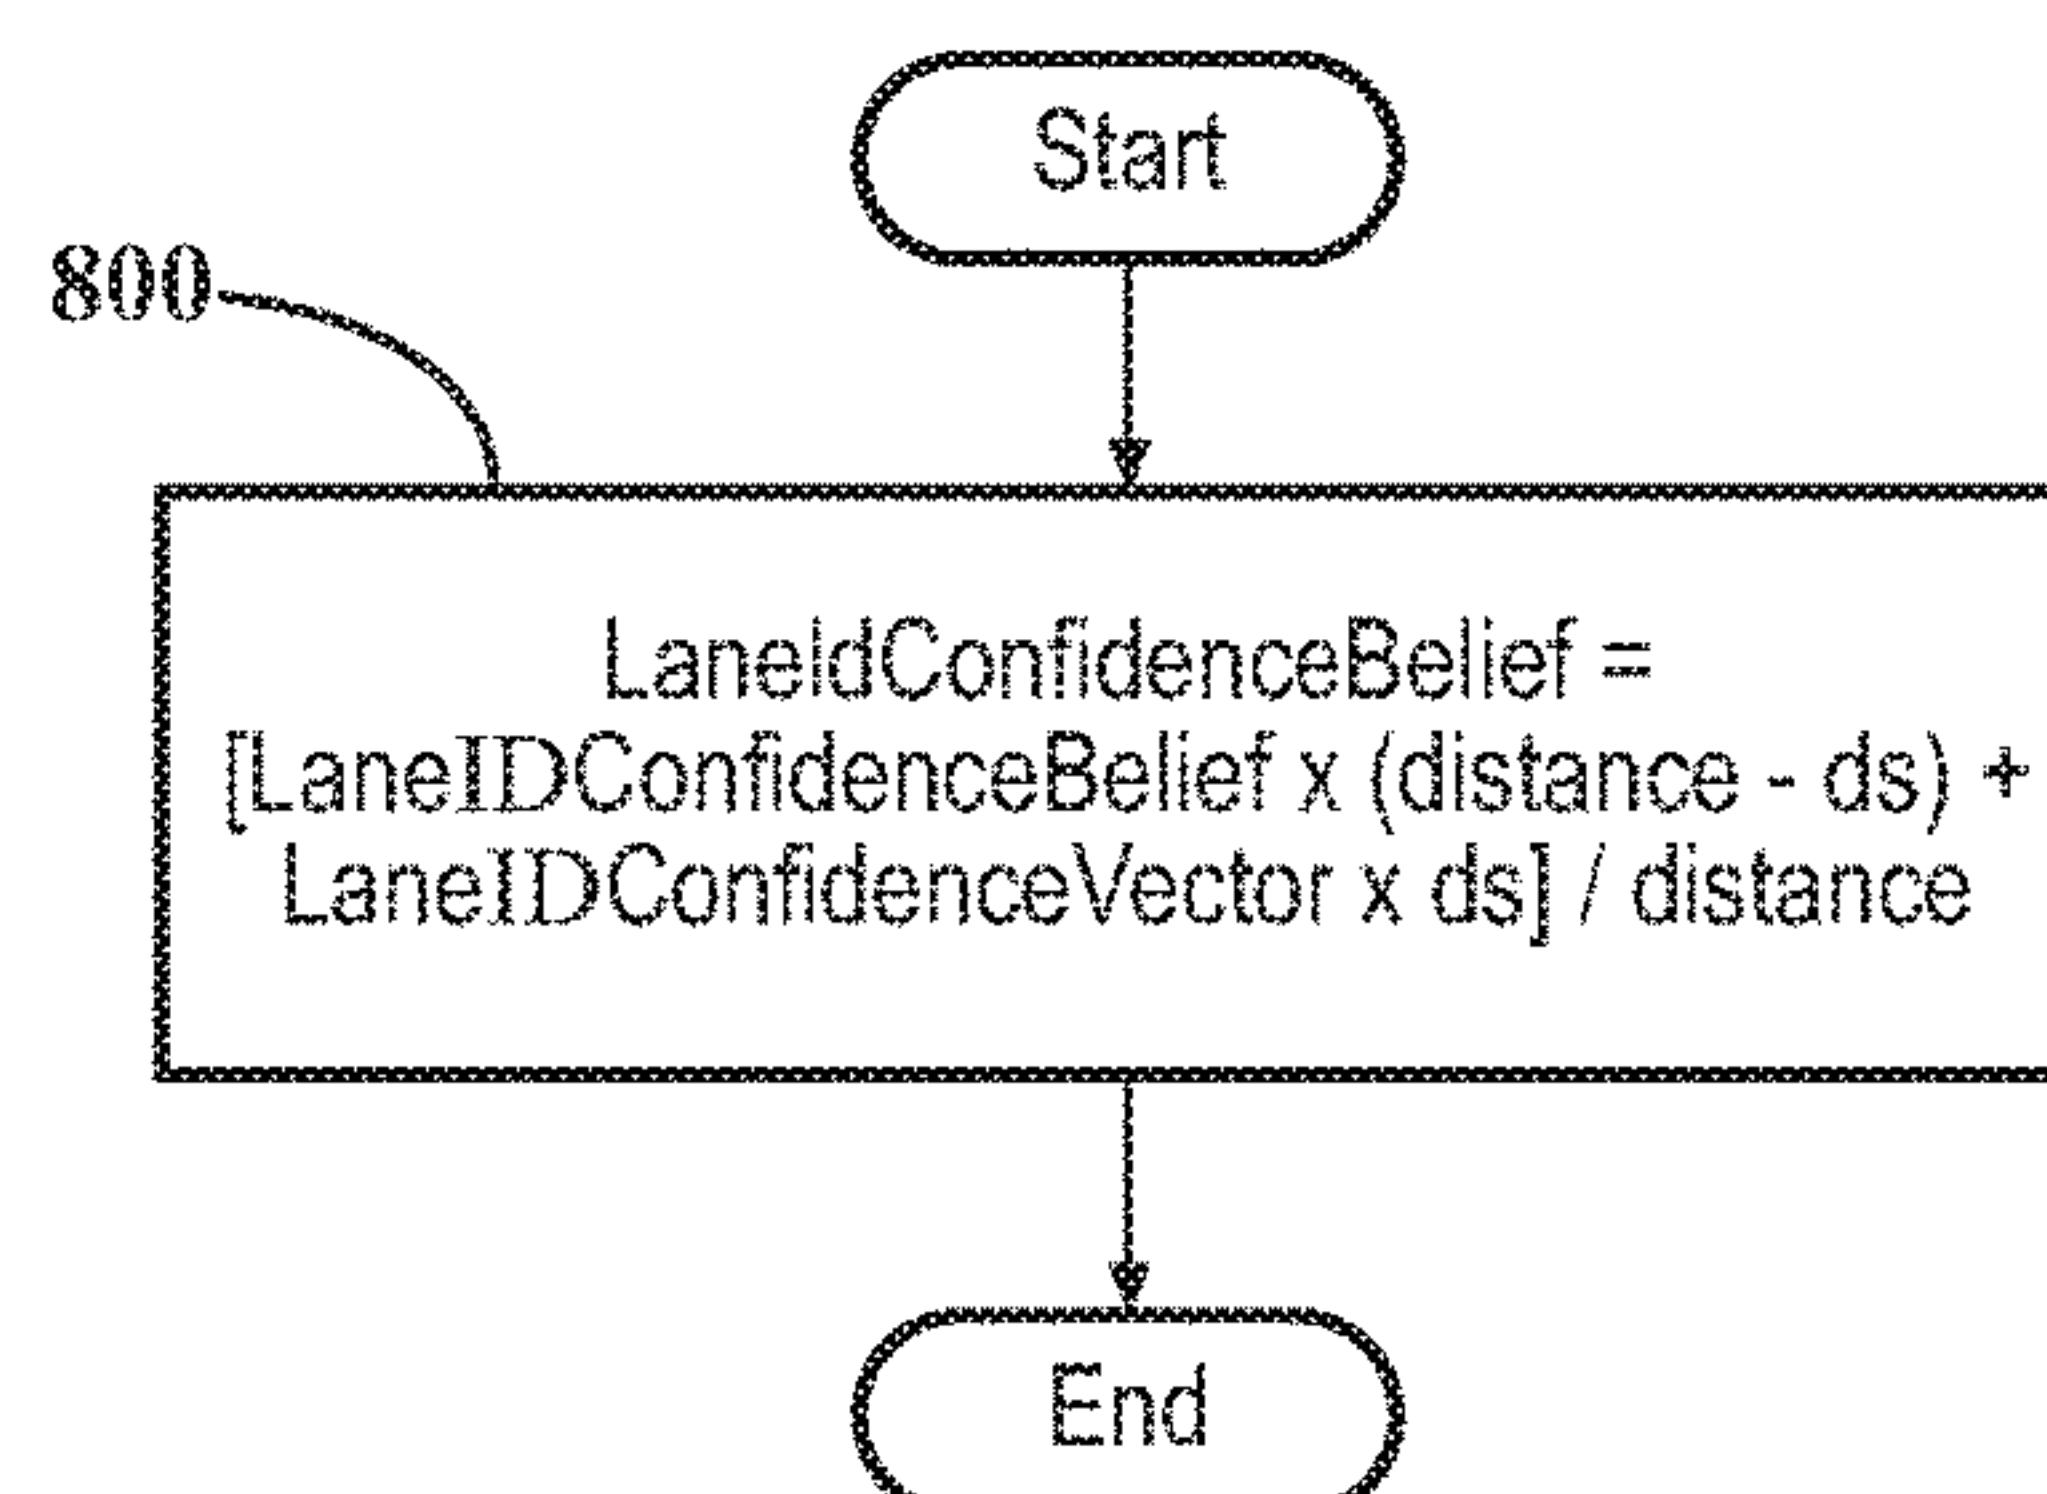 Start
800
LaneIdConfidenceBelief =
[LaneIDConfidenceBelief x (distance - ds) +
LaneIDConfidenceVector x ds] / distance
End